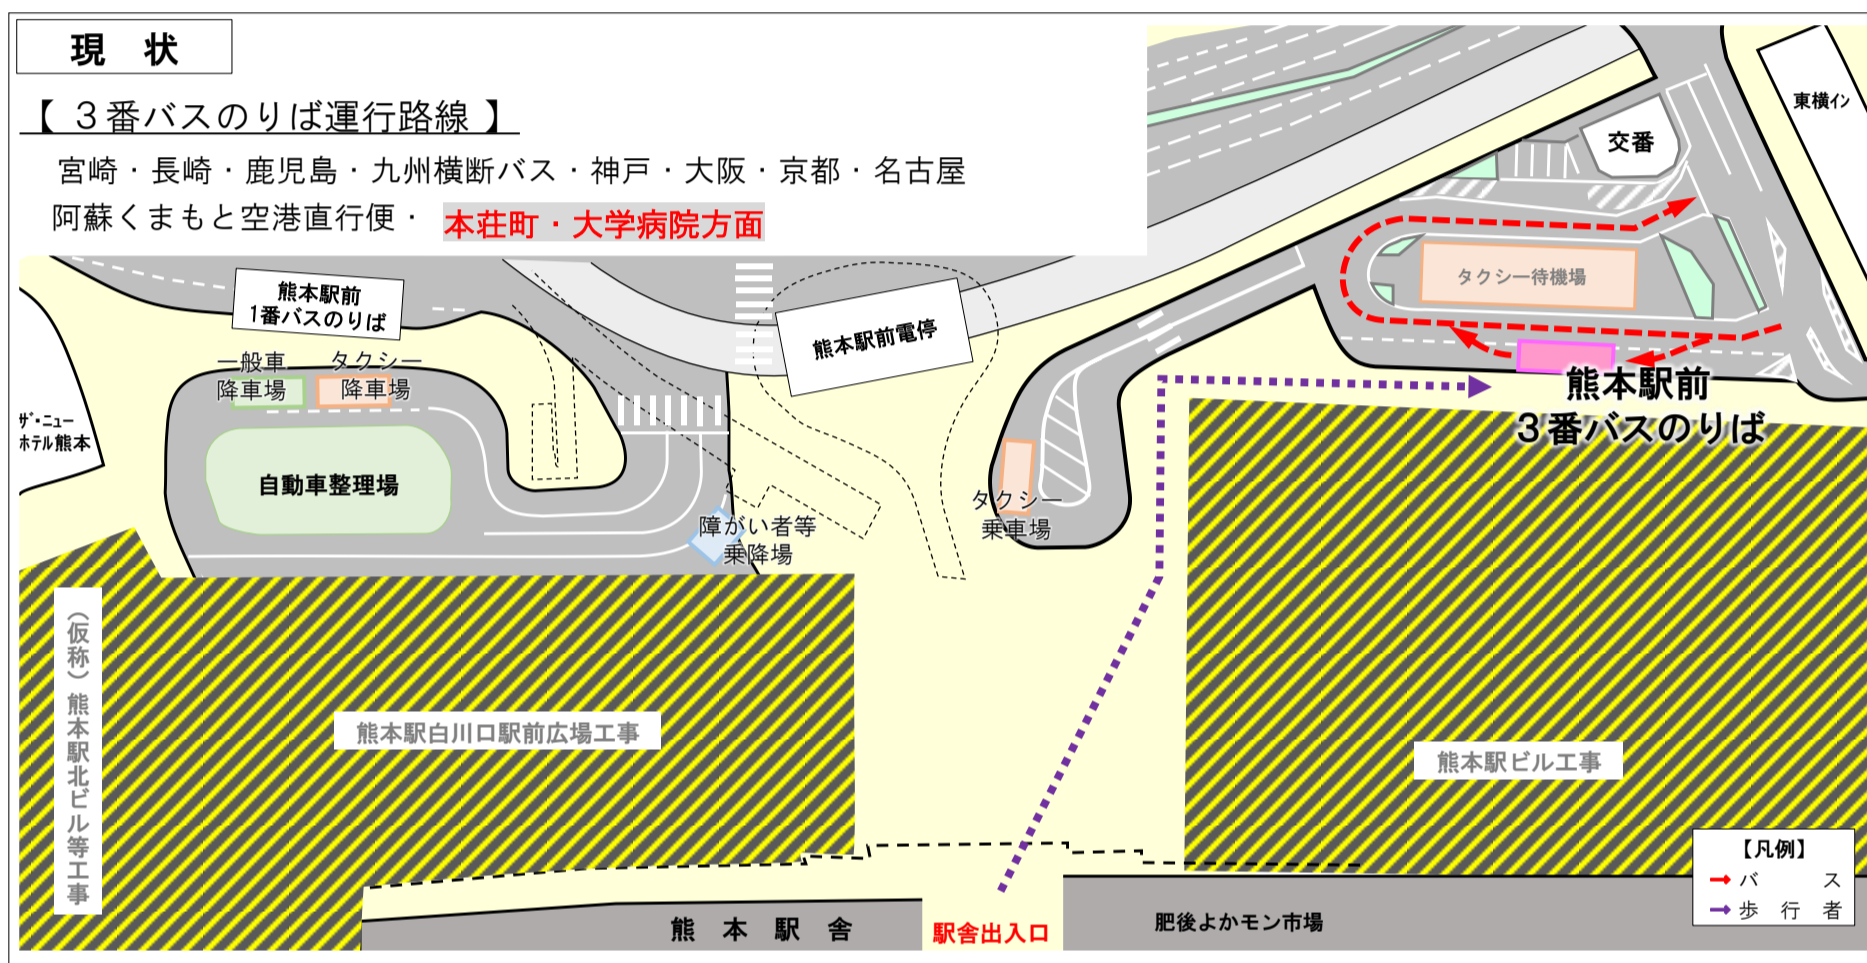 現 状
【 ３番バスのりば運行路線 】
宮崎・長崎・鹿児島・九州横断バス・神戸・大阪・京都・名古屋
阿蘇くまもと空港直行便・ 本荘町・大学病院方面
東横イン
交番
タクシー待機場
熊本駅前
1番バスのりば
熊本駅前電停
一般車
降車場
タクシー
降車場
熊本駅前
３番バスのりば
ザ・ニュー
ホテル熊本
自動車整理場
タクシー
乗車場
障がい者等
乗降場
（仮称）熊本駅北ビル等工事
熊本駅白川口駅前広場工事
熊本駅ビル工事
【凡例】
バ ス
歩 行 者
熊 本 駅 舎
駅舎出入口
肥後よかモン市場